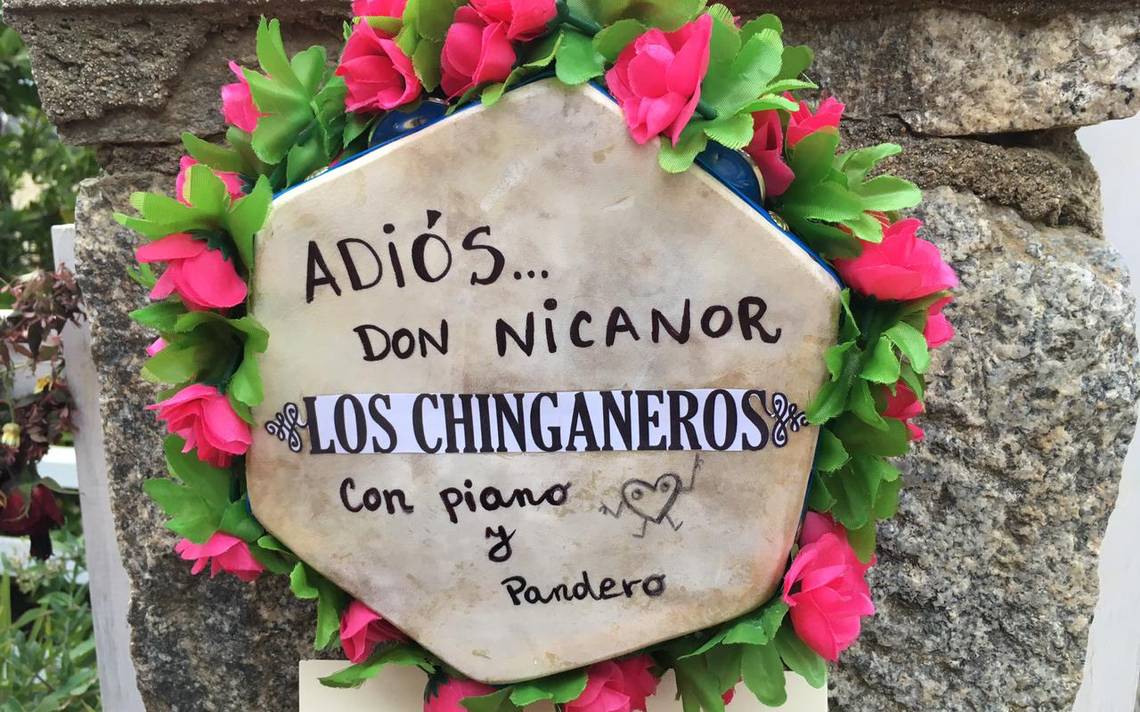 ADIÓS...
DON NICANOR
LOS CHINGANEROS
Con piano
y
Pandero